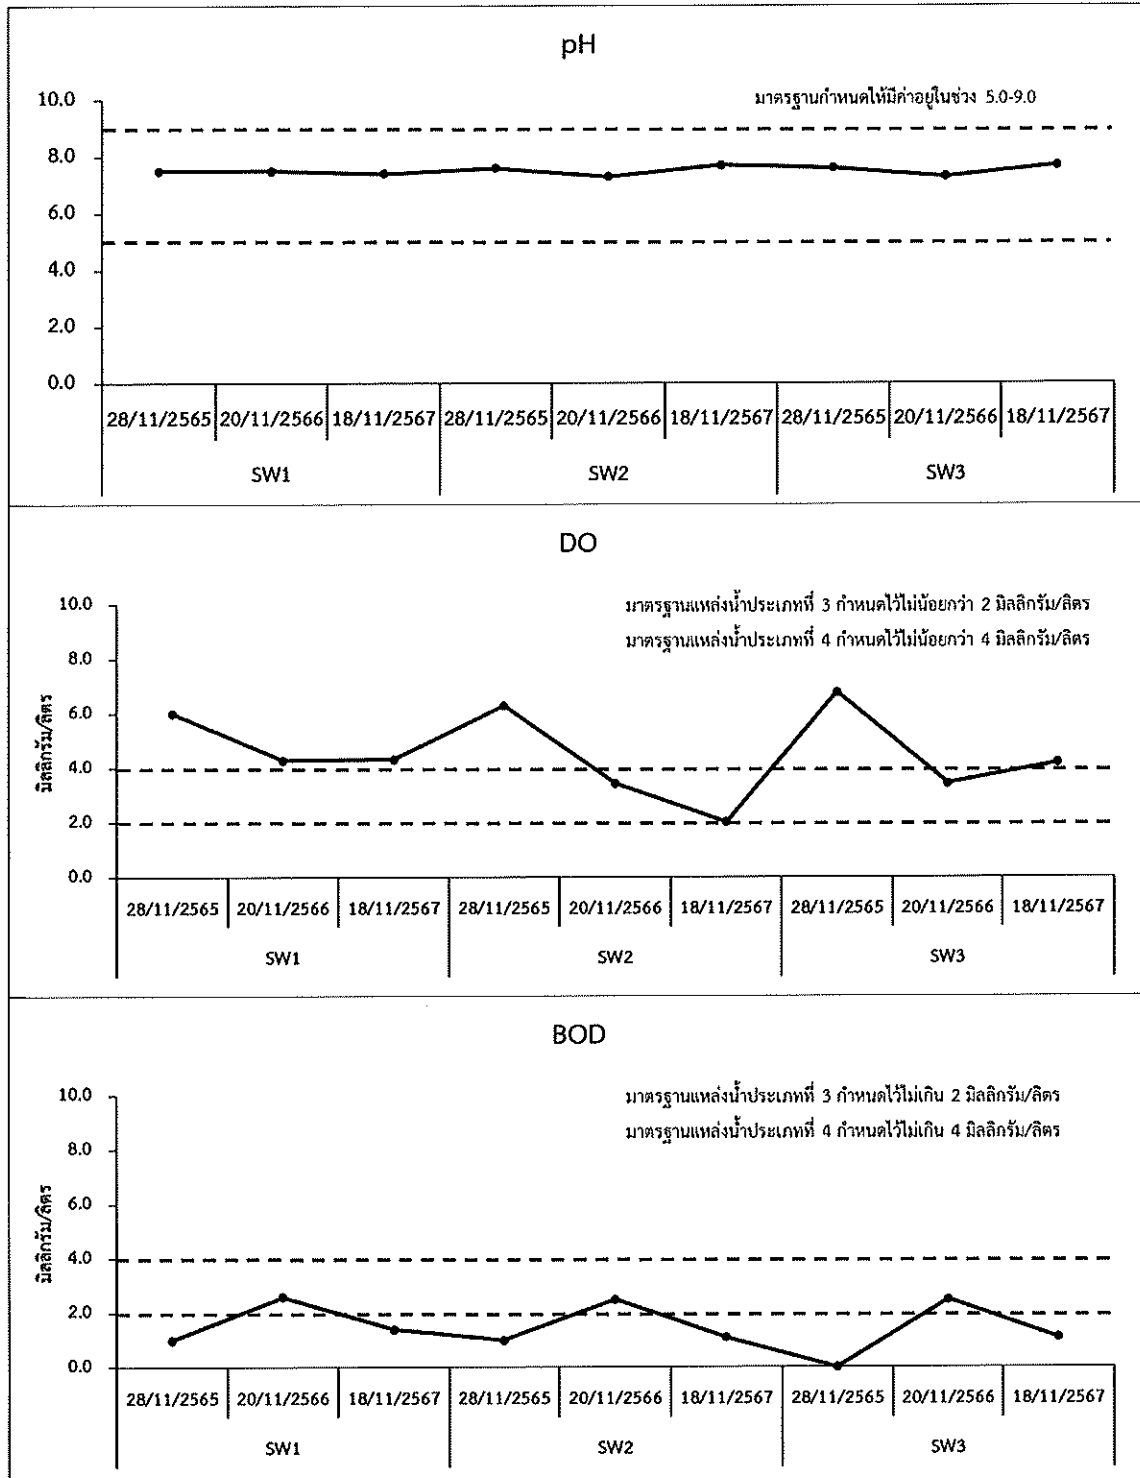 pH
มาตรฐานกำหนดให้มีค่าอยู่ในช่วง 5.0-9.0
10.0
8.0
6.0
4.0
2.0
0.0
28/11/2565 20/11/2566 18/11/2567 28/11/2565 20/11/2566 18/11/2567 28/11/2565 20/11/2566 18/11/2567
SW1 SW2 SW3
DO
มาตรฐานแหล่งน้ำประเภทที่ 3 กำหนดไว้ไม่น้อยกว่า 2 มิลลิกรัม/ลิตร
มาตรฐานแหล่งน้ำประเภทที่ 4 กำหนดไว้ไม่น้อยกว่า 4 มิลลิกรัม/ลิตร
มิลลิกรัม/ลิตร
10.0
8.0
6.0
4.0
2.0
0.0
28/11/2565 20/11/2566 18/11/2567 28/11/2565 20/11/2566 18/11/2567 28/11/2565 20/11/2566 18/11/2567
SW1 SW2 SW3
BOD
มาตรฐานแหล่งน้ำประเภทที่ 3 กำหนดไว้ไม่เกิน 2 มิลลิกรัม/ลิตร
มาตรฐานแหล่งน้ำประเภทที่ 4 กำหนดไว้ไม่เกิน 4 มิลลิกรัม/ลิตร
มิลลิกรัม/ลิตร
10.0
8.0
6.0
4.0
2.0
0.0
28/11/2565 20/11/2566 18/11/2567 28/11/2565 20/11/2566 18/11/2567 28/11/2565 20/11/2566 18/11/2567
SW1 SW2 SW3